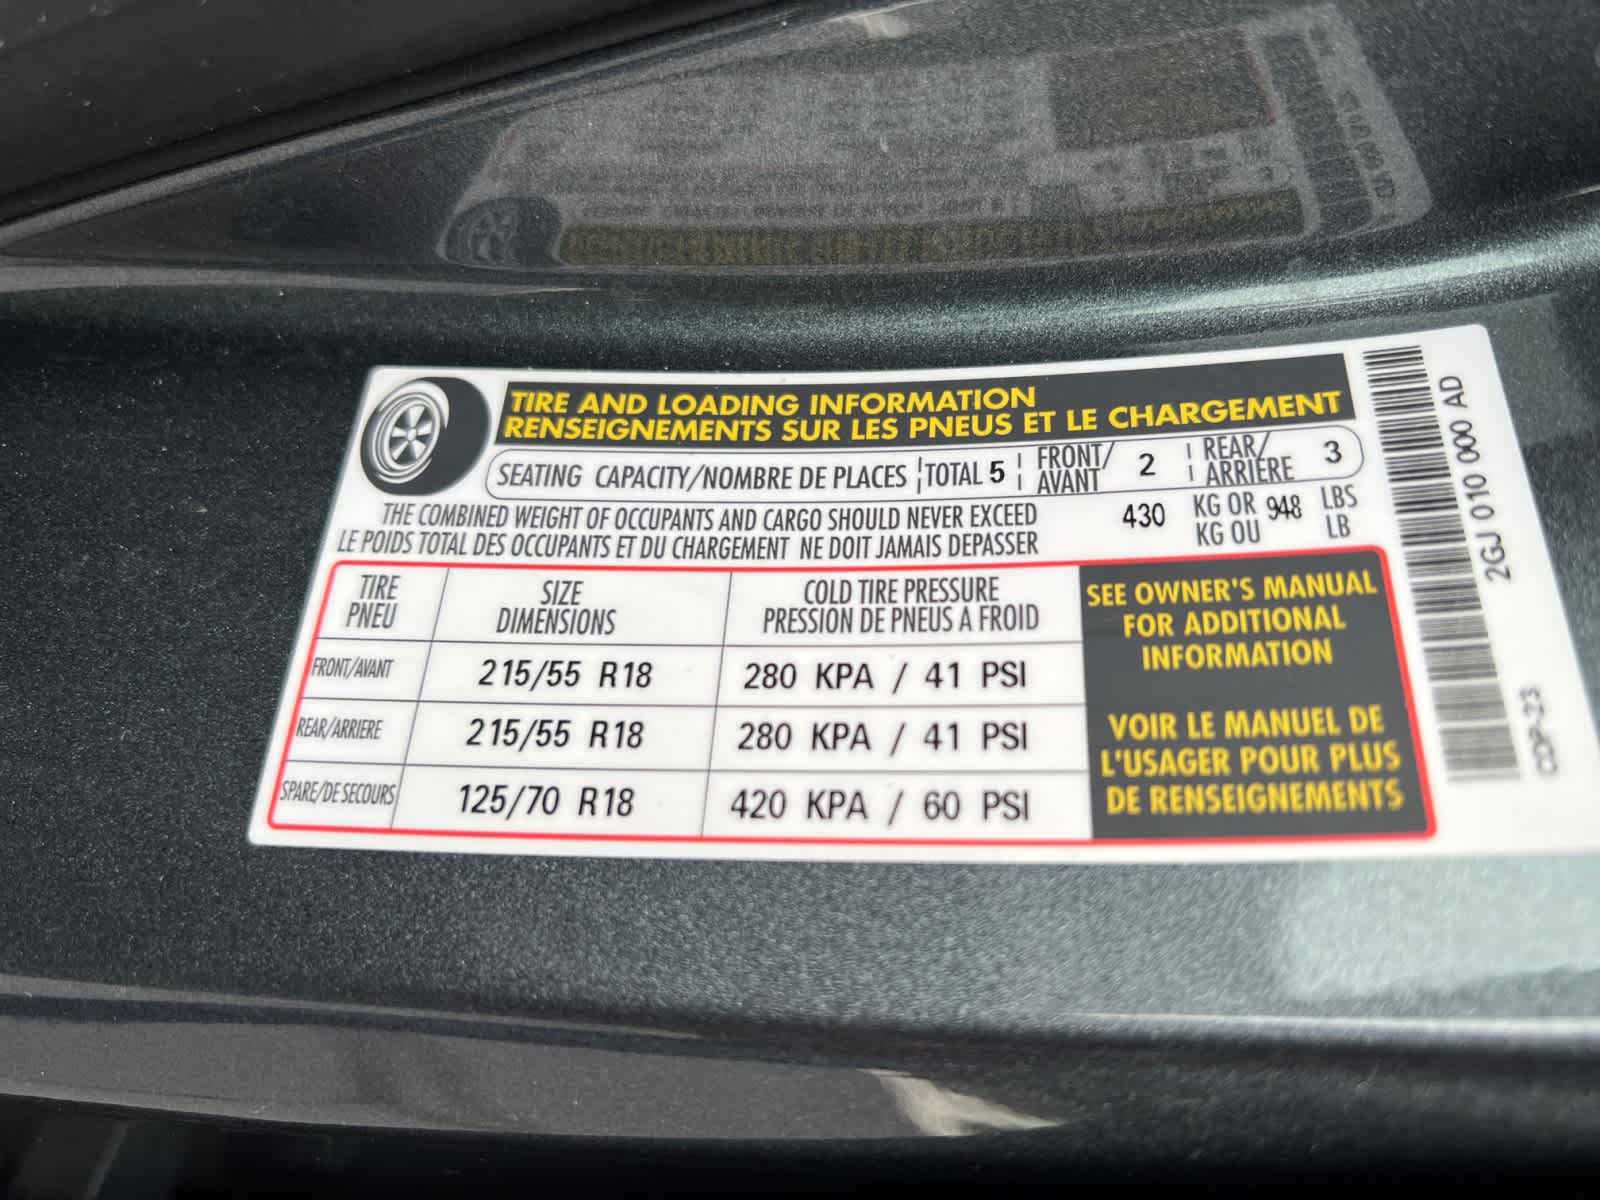 TIRE AND LOADING INFORMATION
RENSEIGNEMENTS SUR LES PNEUS ET LE CHARGEMENT
SEATING CAPACITY/NOMBRE DE PLACES TOTAL 5 FRONT/AVANT 2 REAR/ARRIÈRE 3
THE COMBINED WEIGHT OF OCCUPANTS AND CARGO SHOULD NEVER EXCEED 430 KG OR 948 LBS
LE POIDS TOTAL DES OCCUPANTS ET DU CHARGEMENT NE DOIT JAMAIS DEPASSER KG OU LB
TIRE SIZE COLD TIRE PRESSURE
PNEU DIMENSIONS PRESSION DE PNEUS A FROID
FRONT/AVANT 215/55 R18 280 KPA / 41 PSI
REAR/ARRIERE 215/55 R18 280 KPA / 41 PSI
SPARE/DE SECOURS 125/70 R18 420 KPA / 60 PSI
SEE OWNER'S MANUAL
FOR ADDITIONAL
INFORMATION
VOIR LE MANUEL DE
L'USAGER POUR PLUS
DE RENSEIGNEMENTS
2GJ 010 000 AD
COP-23